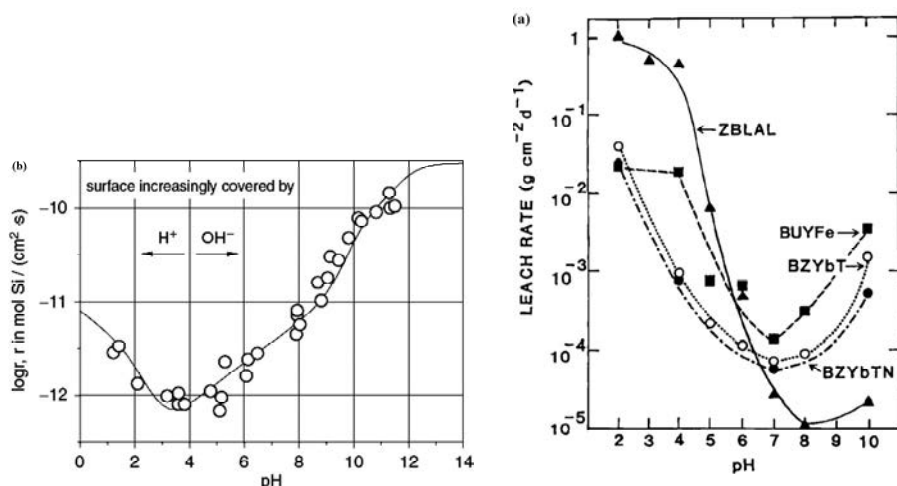 (b)
surface increasingly covered by
H⁺ OH⁻
-10
-11
-12
logr, r in mol Si / (cm²·s)
0 2 4 6 8 10 12 14
pH
(a)
1
10⁻¹
10⁻²
10⁻³
10⁻⁴
10⁻⁵
LEACH RATE (g cm⁻² d⁻¹)
ZBLAL
BUYFe
BZYbT
BZYbTN
2 3 4 5 6 7 8 10
pH